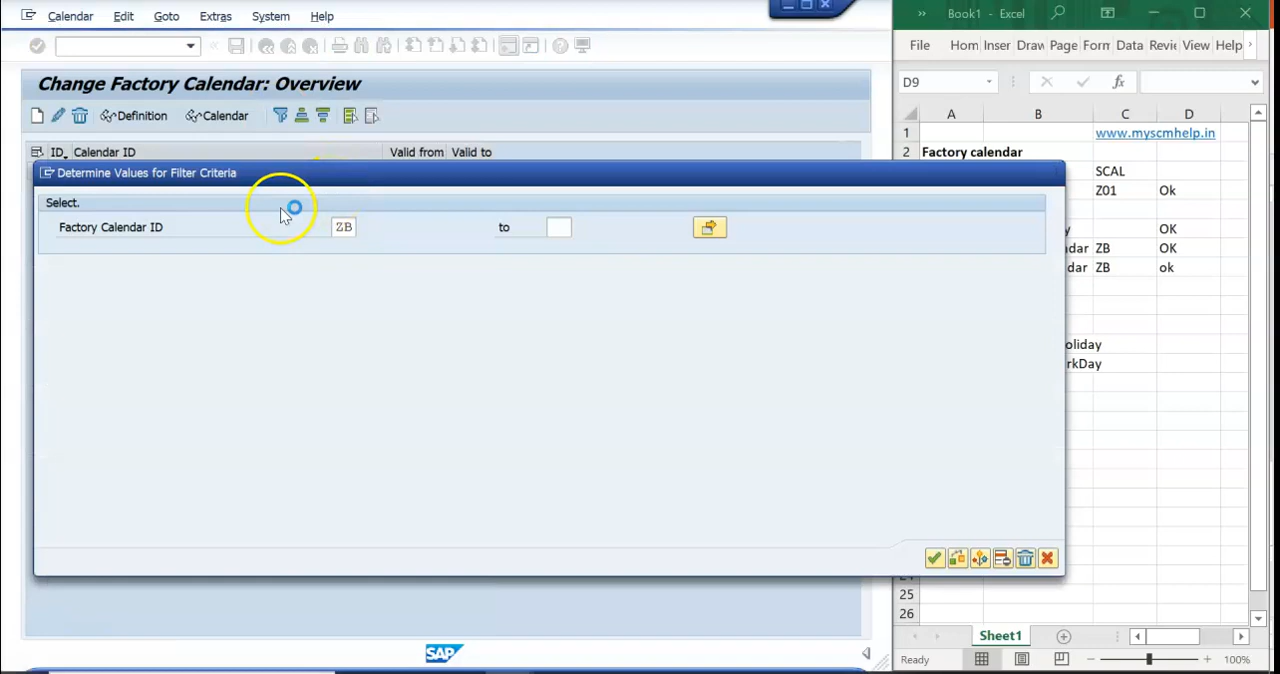 Calendar Edit Goto Extras System Help
Change Factory Calendar: Overview
Definition Calendar
ID Calendar ID Valid from Valid to
Determine Values for Filter Criteria
Select.
Factory Calendar ID ZB to
SAP
Book1 - Excel
File Hom Inser Draw Page Form Data Revie View Help
D9 fx
A B C D
1 www.myscmhelp.in
2 Factory calendar
SCAL
Z01 Ok
y OK
dar ZB OK
dar ZB ok
oliday
rkDay
25
26
Sheet1
Ready 100%